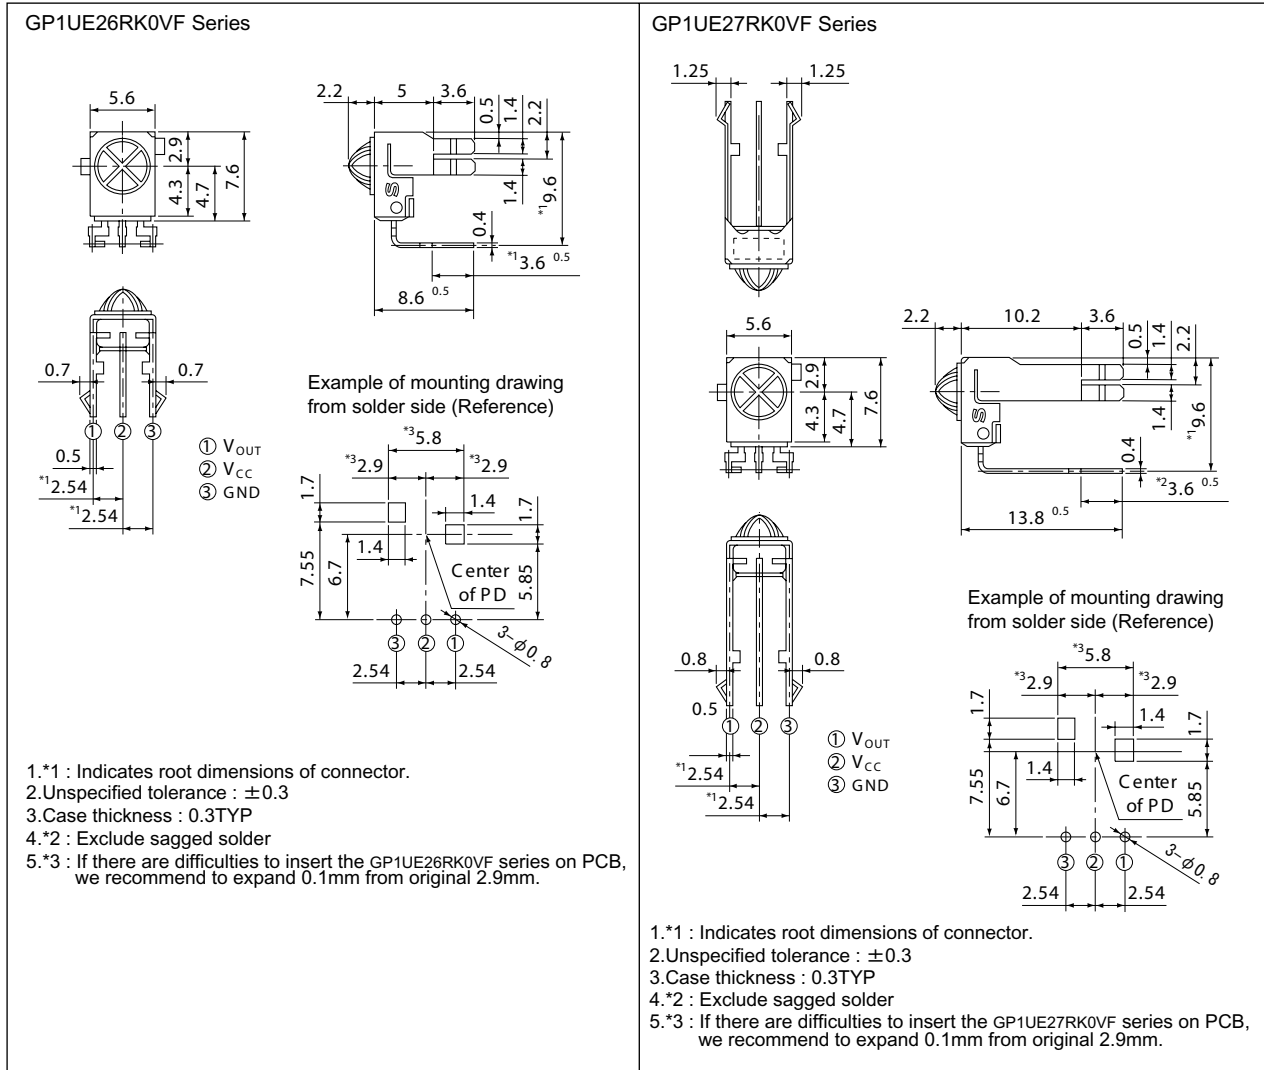 GP1UE26RK0VF Series
5.6
2.9
4.3
4.7
7.6
2.2
5
3.6
0.5
1.4
2.2
1.4
*19.6
0.4
*13.6 0.5
8.6 0.5
S
0.7
0.7
①
②
③
0.5
*12.54
*12.54
① VOUT
② VCC
③ GND
Example of mounting drawing
from solder side (Reference)
*35.8
*32.9
*32.9
1.7
1.4
1.7
1.4
7.55
6.7
Center
of PD
5.85
③
②
①
3-φ0.8
2.54
2.54
1.*1 : Indicates root dimensions of connector.
2.Unspecified tolerance : ±0.3
3.Case thickness : 0.3TYP
4.*2 : Exclude sagged solder
5.*3 : If there are difficulties to insert the GP1UE26RK0VF series on PCB,
we recommend to expand 0.1mm from original 2.9mm.
GP1UE27RK0VF Series
1.25
1.25
5.6
2.9
4.3
4.7
7.6
2.2
10.2
3.6
0.5
1.4
2.2
1.4
*19.6
0.4
*23.6 0.5
13.8 0.5
S
0.8
0.8
0.5
①
②
③
*12.54
*12.54
① VOUT
② VCC
③ GND
Example of mounting drawing
from solder side (Reference)
*35.8
*32.9
*32.9
1.7
1.4
1.7
1.4
7.55
6.7
Center
of PD
5.85
③
②
①
3-φ0.8
2.54
2.54
1.*1 : Indicates root dimensions of connector.
2.Unspecified tolerance : ±0.3
3.Case thickness : 0.3TYP
4.*2 : Exclude sagged solder
5.*3 : If there are difficulties to insert the GP1UE27RK0VF series on PCB,
we recommend to expand 0.1mm from original 2.9mm.